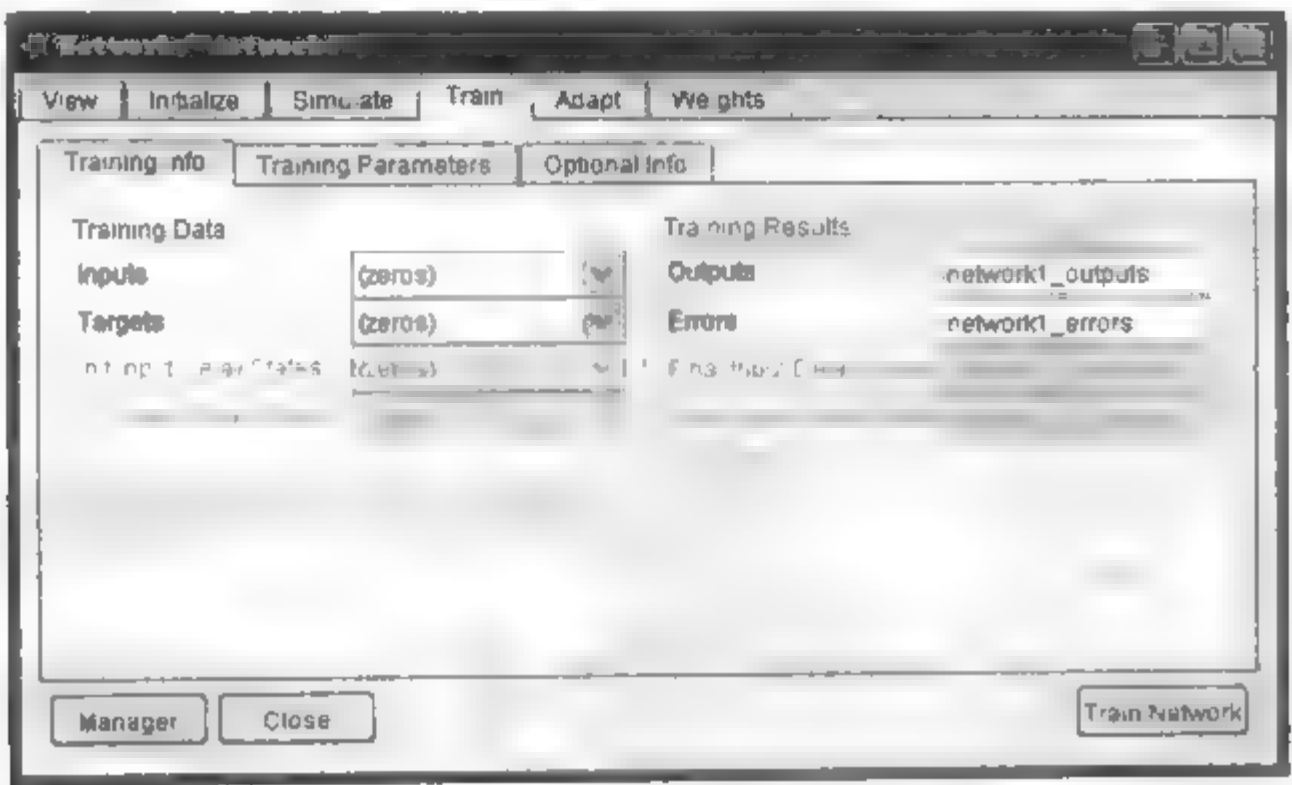 View Initialize Simulate Train Adapt Weights
Training Info Training Parameters Optional Info
Training Data Training Results
Inputs (zeros) Outputs network1_outputs
Targets (zeros) Errors network1_errors
(zeros)
Manager Close Train Network